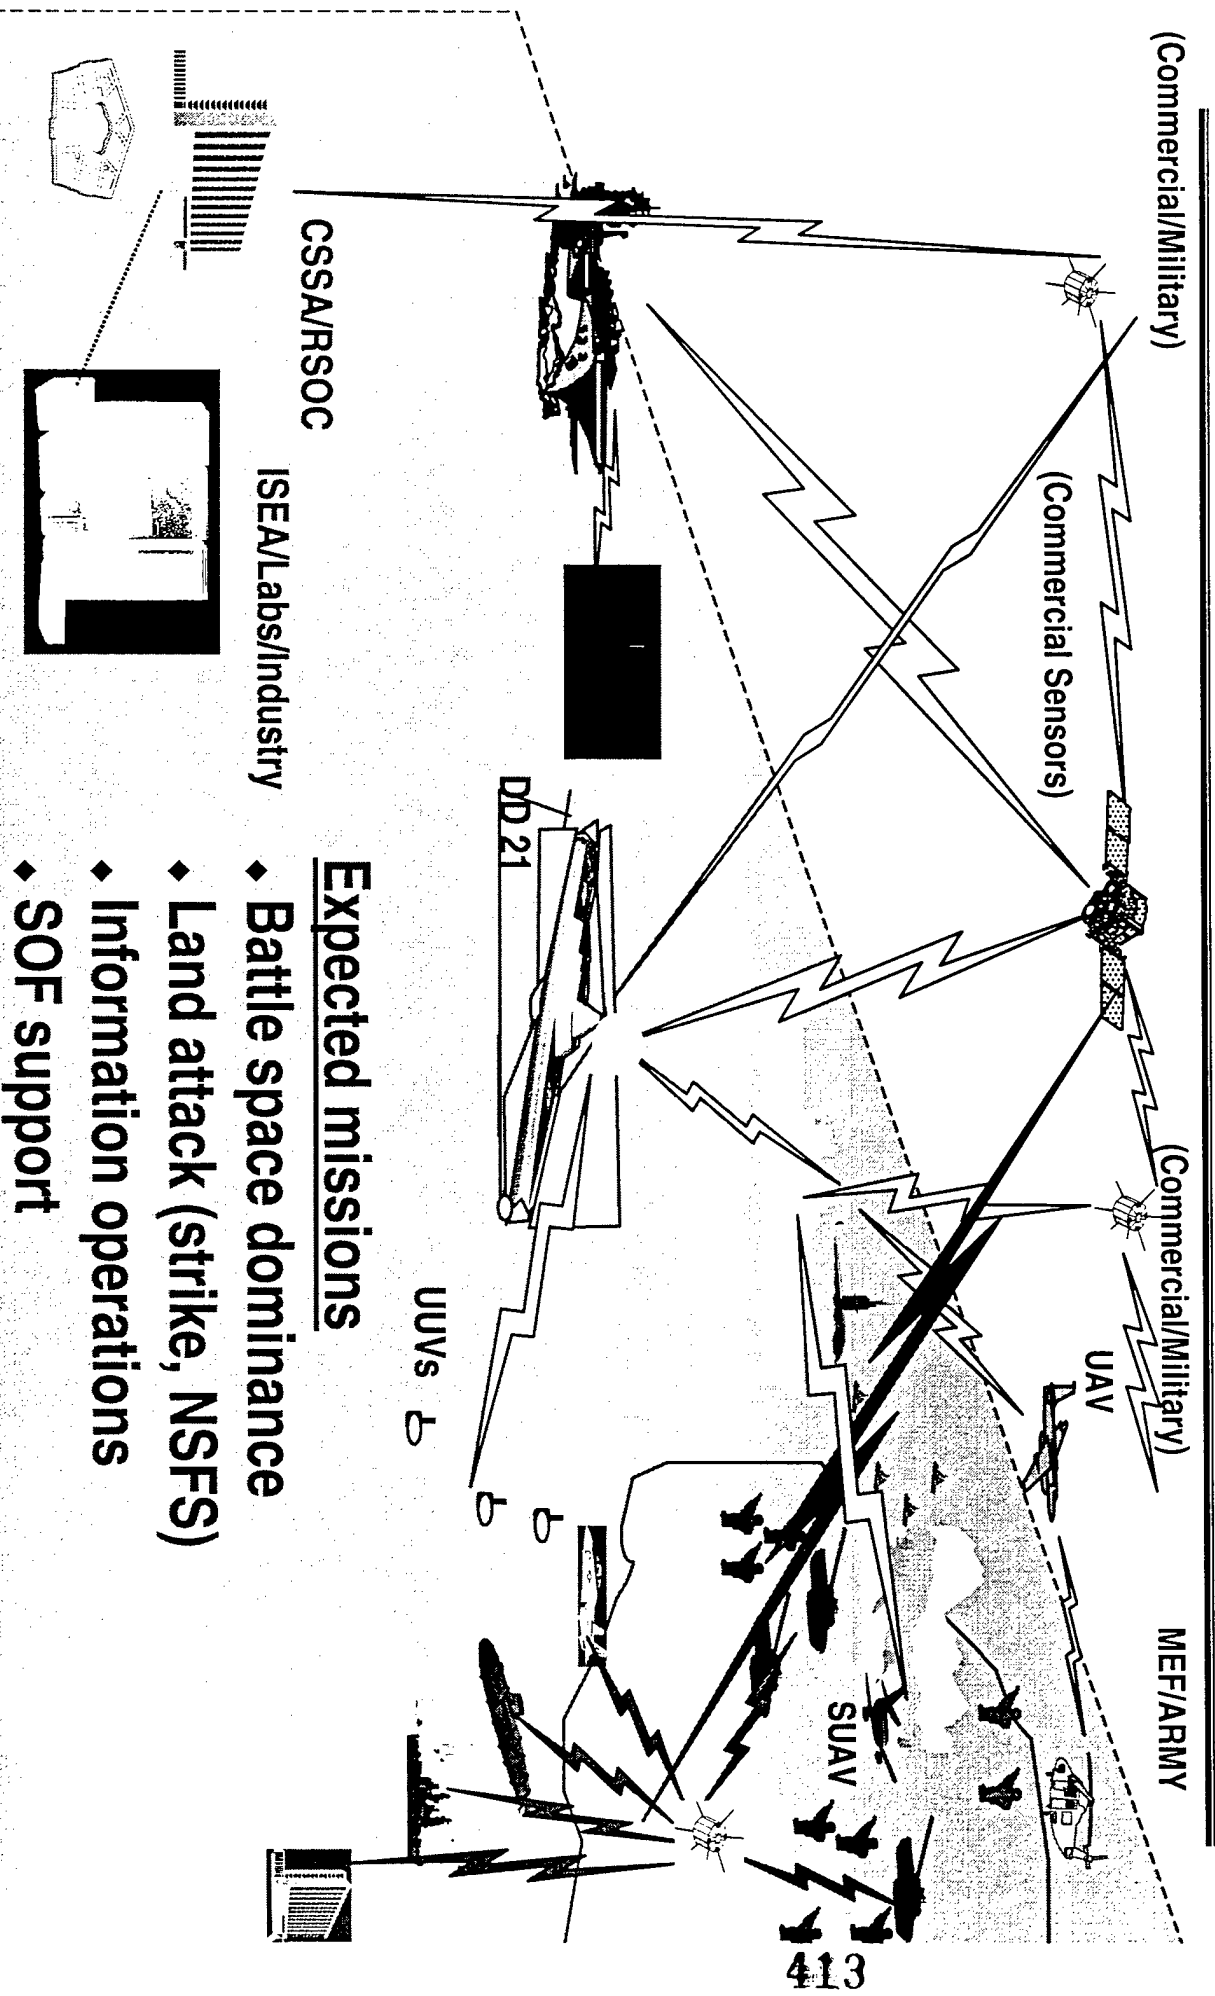 (Commercial/Military)
(Commercial Sensors)
(Commercial/Military)
UAV
MEF/ARMY
SUAV
CSSA/RSOC
ISEA/Labs/Industry
DD 21
UUVs
Expected missions
◆ Battle space dominance
◆ Land attack (strike, NSFS)
◆ Information operations
◆ SOF support
413